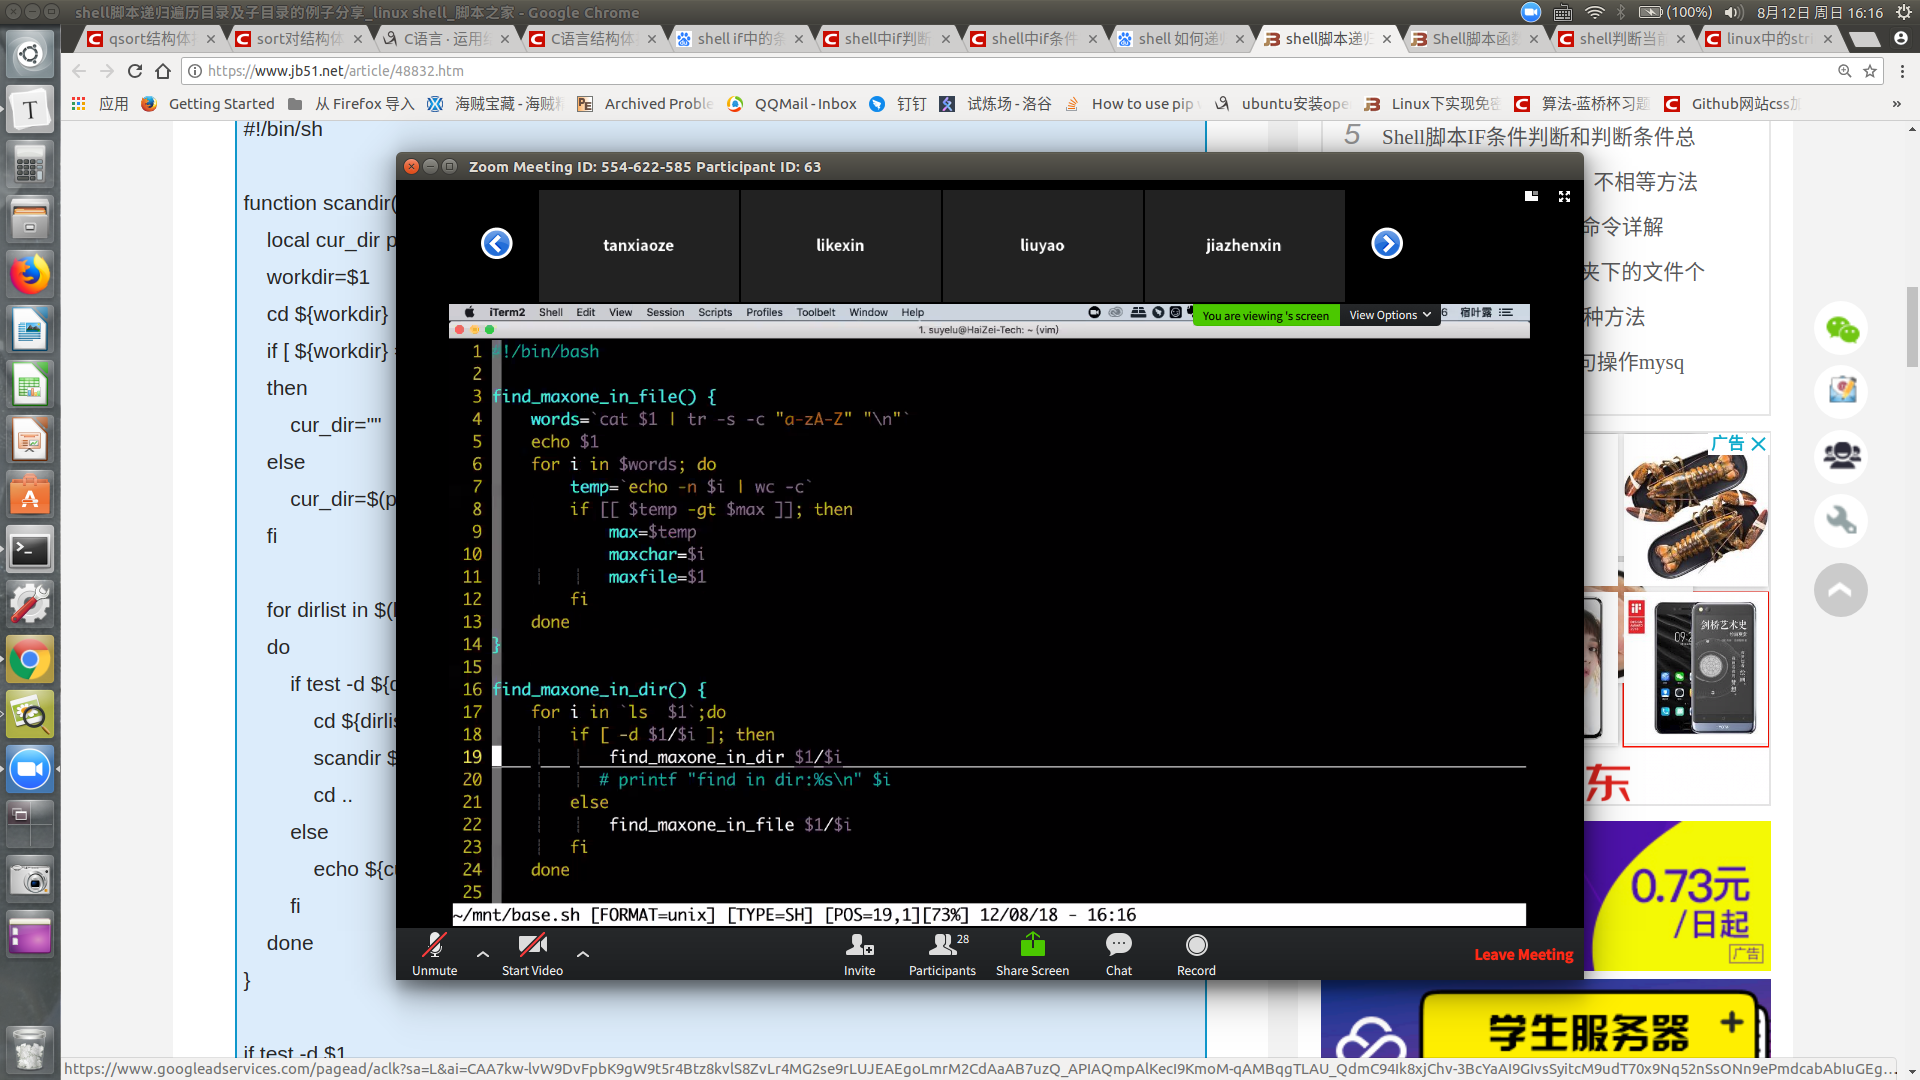 shell脚本递归遍历目录及子目录的例子分享_linux shell_脚本之家 - Google Chrome
(100%) 8月12日 周日 16:16
qsort结构体 sort对结构体 C语言 · 运用 C语言结构体 shell if中的条 shell中if判断 shell中if条件 shell 如何递 shell脚本递归 Shell脚本函数 shell判断当前 linux中的stri
https://www.jb51.net/article/48832.htm
应用 Getting Started 从 Firefox 导入 海贼宝藏 - 海贼 Archived Proble QQMail - Inbox 钉钉 试炼场 - 洛谷 How to use pip ubuntu安装ope Linux下实现免密 算法-蓝桥杯习题 Github网站css加 »
#!/bin/sh
function scandir(
local cur_dir p
workdir=$1
cd ${workdir}
if [ ${workdir}
then
cur_dir=""
else
cur_dir=$(p
fi
for dirlist in $(
do
if test -d ${
cd ${dirlis
scandir ${
cd ..
else
echo ${c
fi
done
}
if test -d $1
Zoom Meeting ID: 554-622-585 Participant ID: 63
tanxiaoze likexin liuyao jiazhenxin
iTerm2 Shell Edit View Session Scripts Profiles Toolbelt Window Help
You are viewing 's screen View Options 6 宿叶露
1. suyelu@HaiZei-Tech: ~ (vim)
1 #!/bin/bash
2
3 find_maxone_in_file() {
4 words=`cat $1 | tr -s -c "a-zA-Z" "\n"`
5 echo $1
6 for i in $words; do
7 temp=`echo -n $i | wc -c`
8 if [[ $temp -gt $max ]]; then
9 max=$temp
10 maxchar=$i
11 maxfile=$1
12 fi
13 done
14 }
15
16 find_maxone_in_dir() {
17 for i in `ls  $1`;do
18 if [ -d $1/$i ]; then
19 find_maxone_in_dir $1/$i
20 # printf "find in dir:%s\n" $i
21 else
22 find_maxone_in_file $1/$i
23 fi
24 done
25
~/mnt/base.sh [FORMAT=unix] [TYPE=SH] [POS=19,1][73%] 12/08/18 - 16:16
Unmute Start Video Invite Participants 28 Share Screen Chat Record Leave Meeting
5 Shell脚本IF条件判断和判断条件总
不相等方法
命令详解
夹下的文件个
种方法
句操作mysq
广告
剑桥艺术史
东
0.73元
/日起
广告
学生服务器
https://www.googleadservices.com/pagead/aclk?sa=L&ai=CAA7kw-lvW9DvFpbK9gW9t5r4Btz8kvlS8ZvLr4MG2se9rLUJEAEgoLmrM2CdAaAB7uzQ_APIAQmpAlKecI9KmoM-qAMBqgTLAU_QdmC94Ik8xjChv-3BcYaAI9GIvsSyitcM9udT70x9Nq52nSsONn9ePmdcabAbIuGEg...